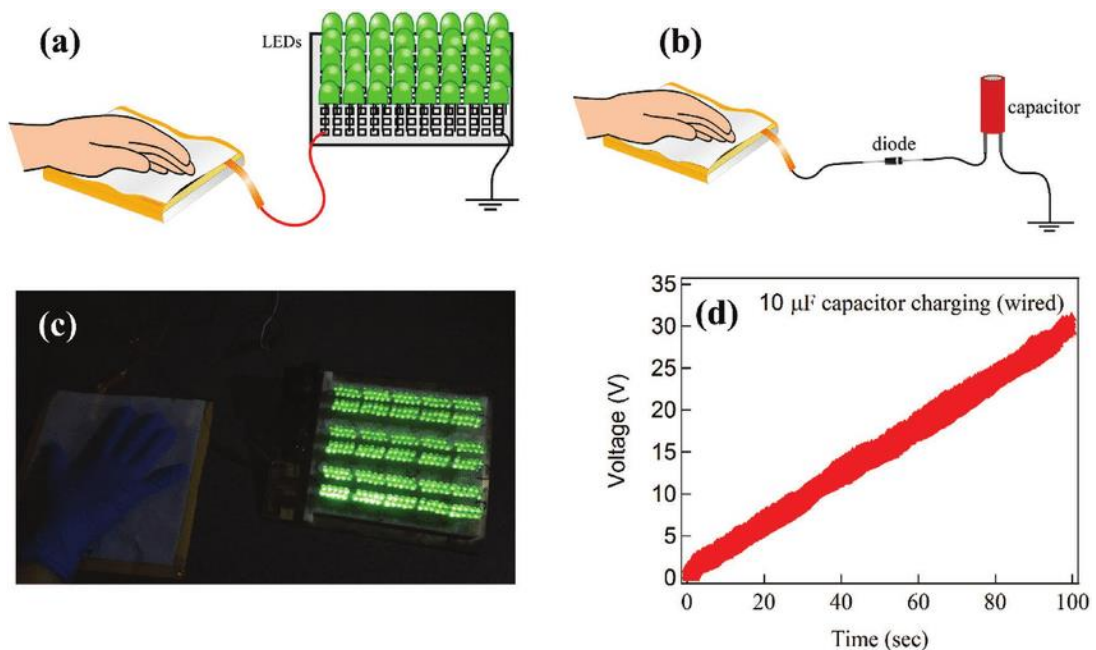 (a)
LEDs
(b)
capacitor
diode
(c)
(d)
10 μF capacitor charging (wired)
Voltage (V)
35
30
25
20
15
10
5
0
0 20 40 60 80 100
Time (sec)